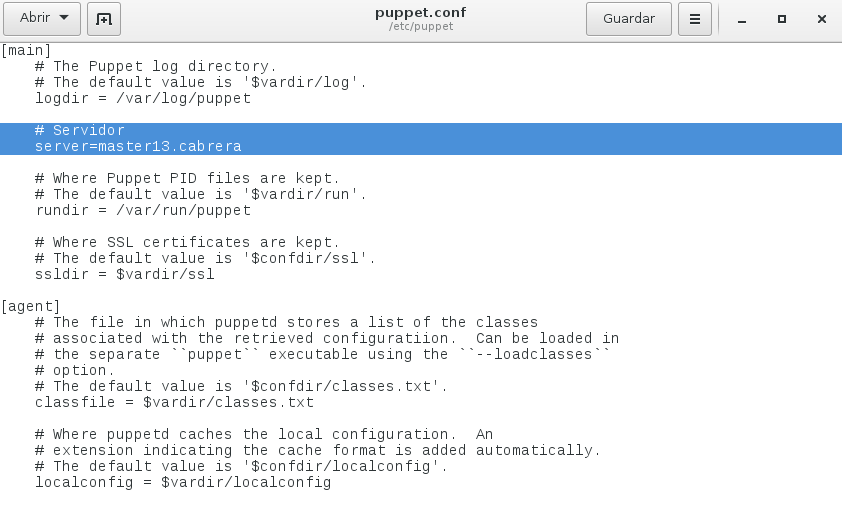 Abrir
puppet.conf
/etc/puppet
Guardar
[main]
    # The Puppet log directory.
    # The default value is '$vardir/log'.
    logdir = /var/log/puppet

    # Servidor
    server=master13.cabrera

    # Where Puppet PID files are kept.
    # The default value is '$vardir/run'.
    rundir = /var/run/puppet

    # Where SSL certificates are kept.
    # The default value is '$confdir/ssl'.
    ssldir = $vardir/ssl

[agent]
    # The file in which puppetd stores a list of the classes
    # associated with the retrieved configuratiion.  Can be loaded in
    # the separate ``puppet`` executable using the ``--loadclasses``
    # option.
    # The default value is '$confdir/classes.txt'.
    classfile = $vardir/classes.txt

    # Where puppetd caches the local configuration.  An
    # extension indicating the cache format is added automatically.
    # The default value is '$confdir/localconfig'.
    localconfig = $vardir/localconfig